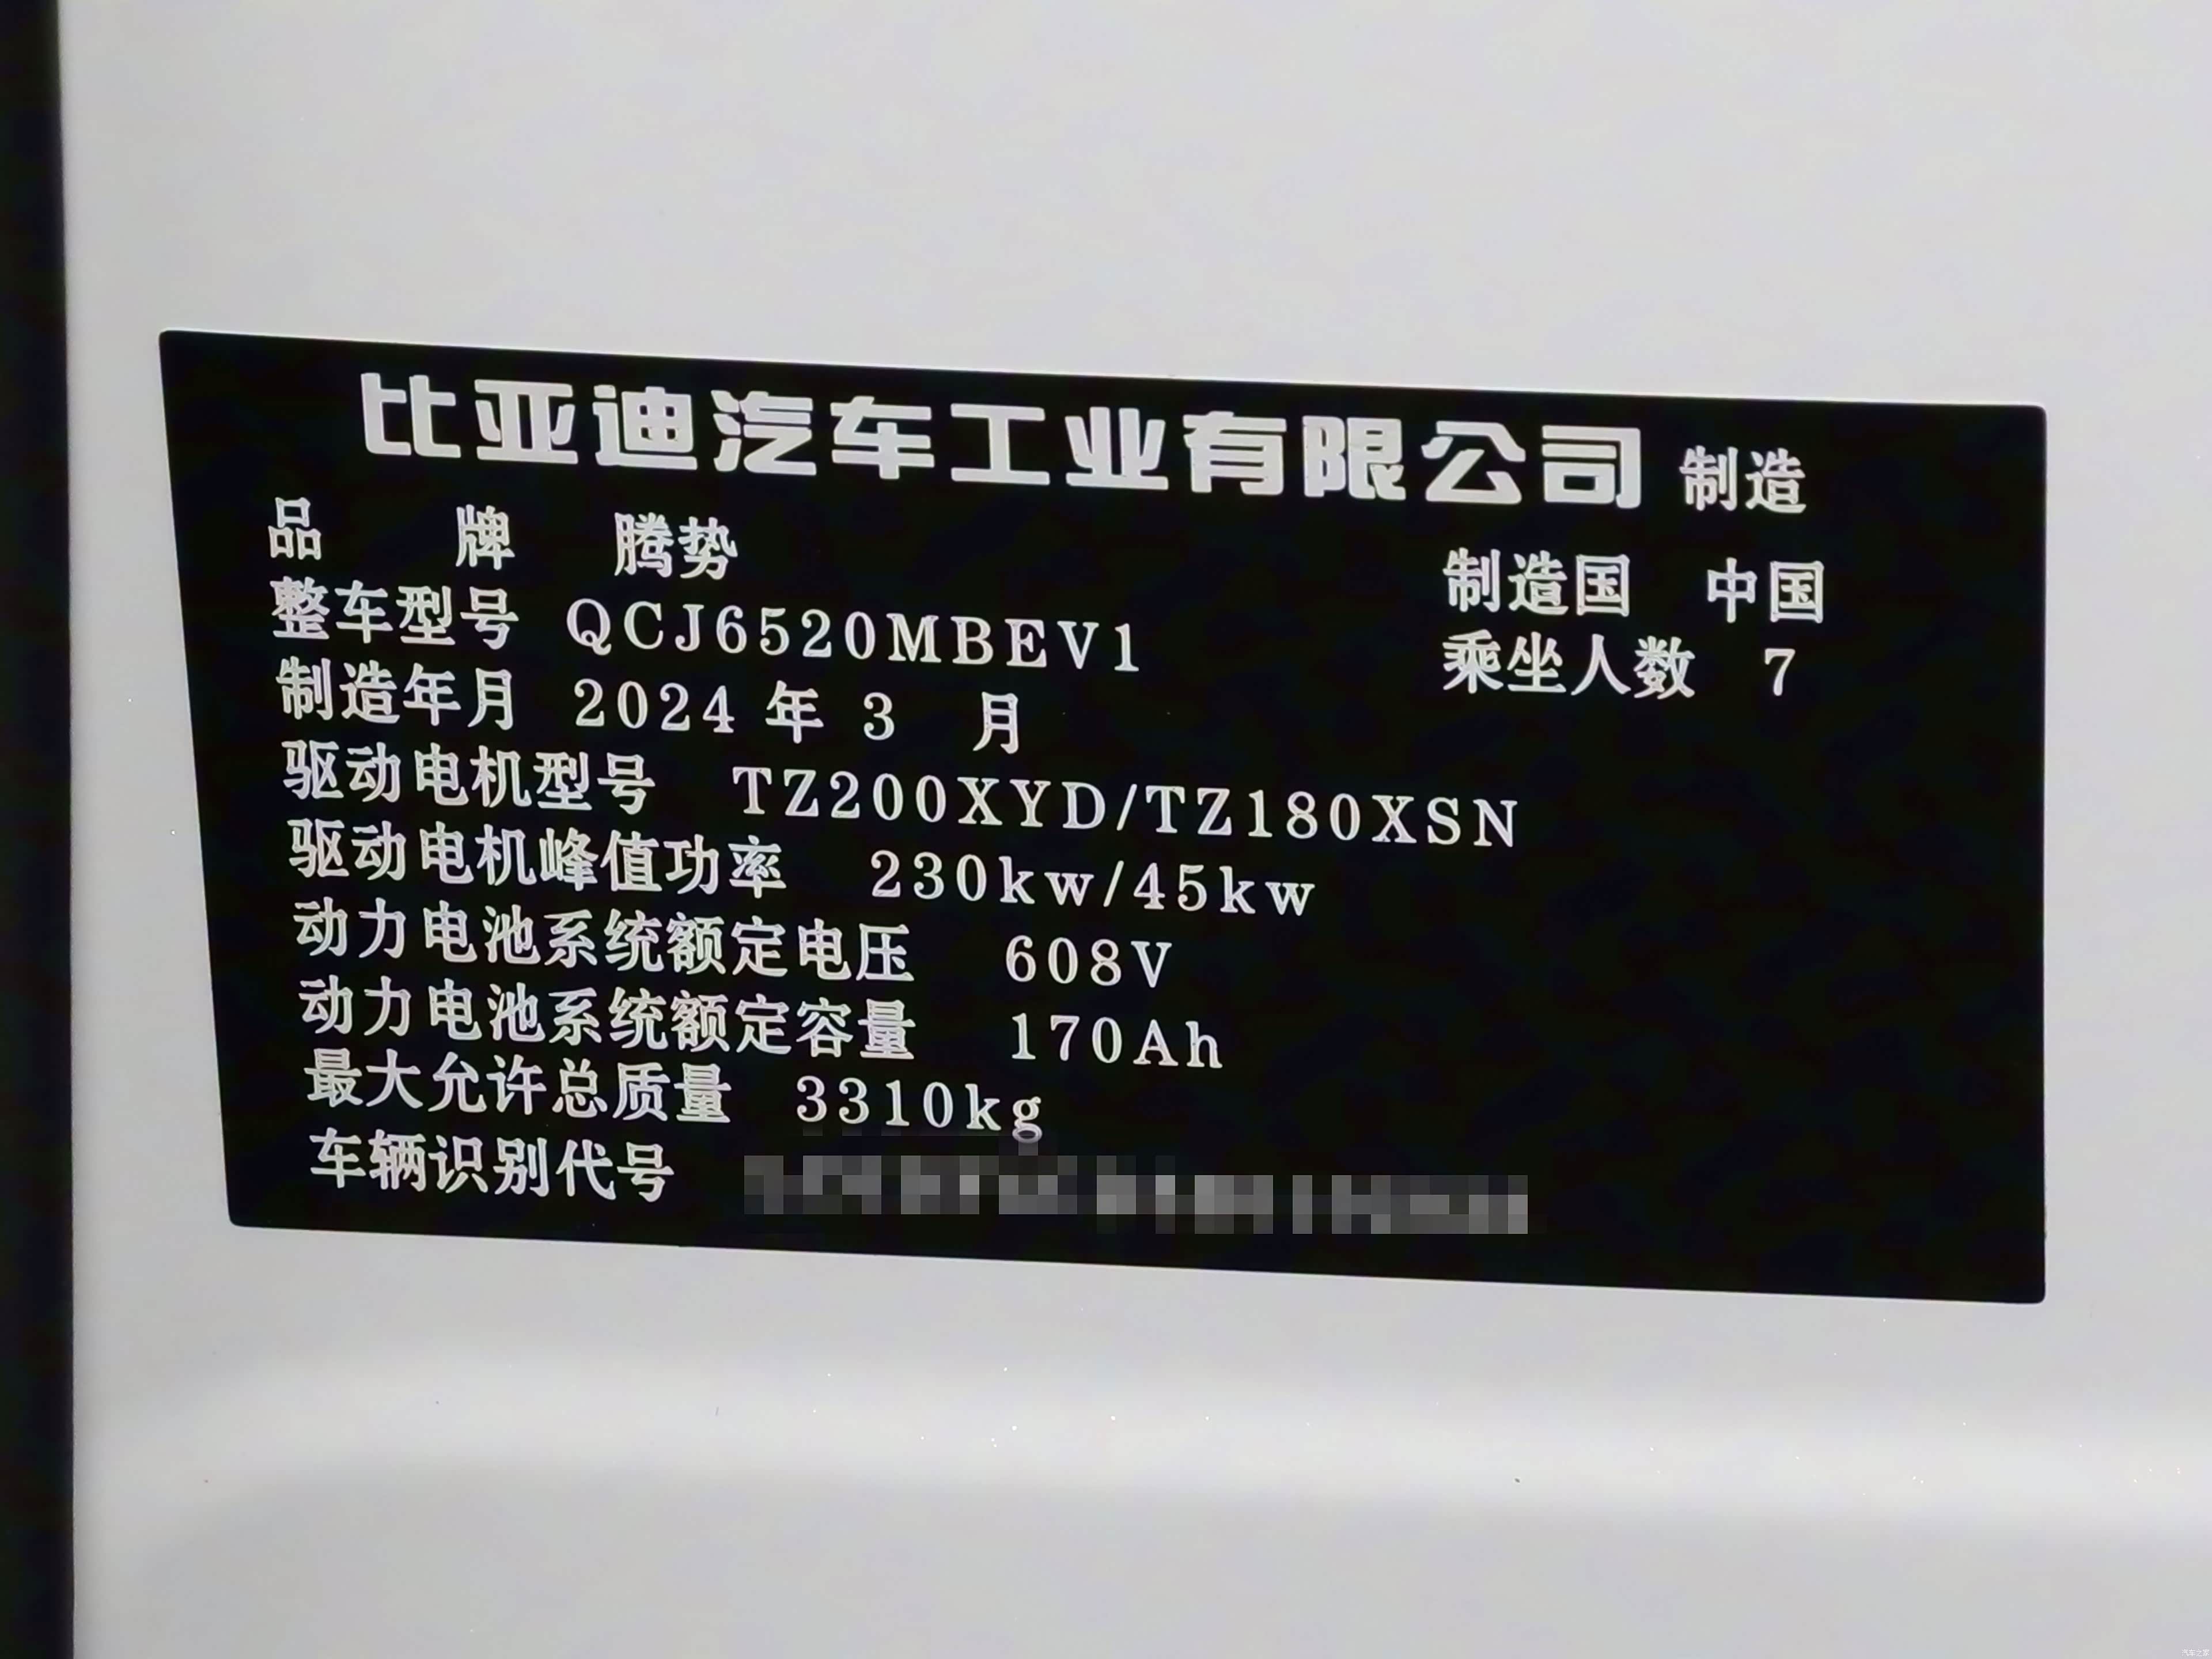 比亚迪汽车工业有限公司 制造
品 牌 腾势 制造国 中国
整车型号 QCJ6520MBEV1 乘坐人数 7
制造年月 2024 年 3 月
驱动电机型号 TZ200XYD/TZ180XSN
驱动电机峰值功率 230kw/45kw
动力电池系统额定电压 608V
动力电池系统额定容量 170Ah
最大允许总质量 3310kg
车辆识别代号
汽车之家